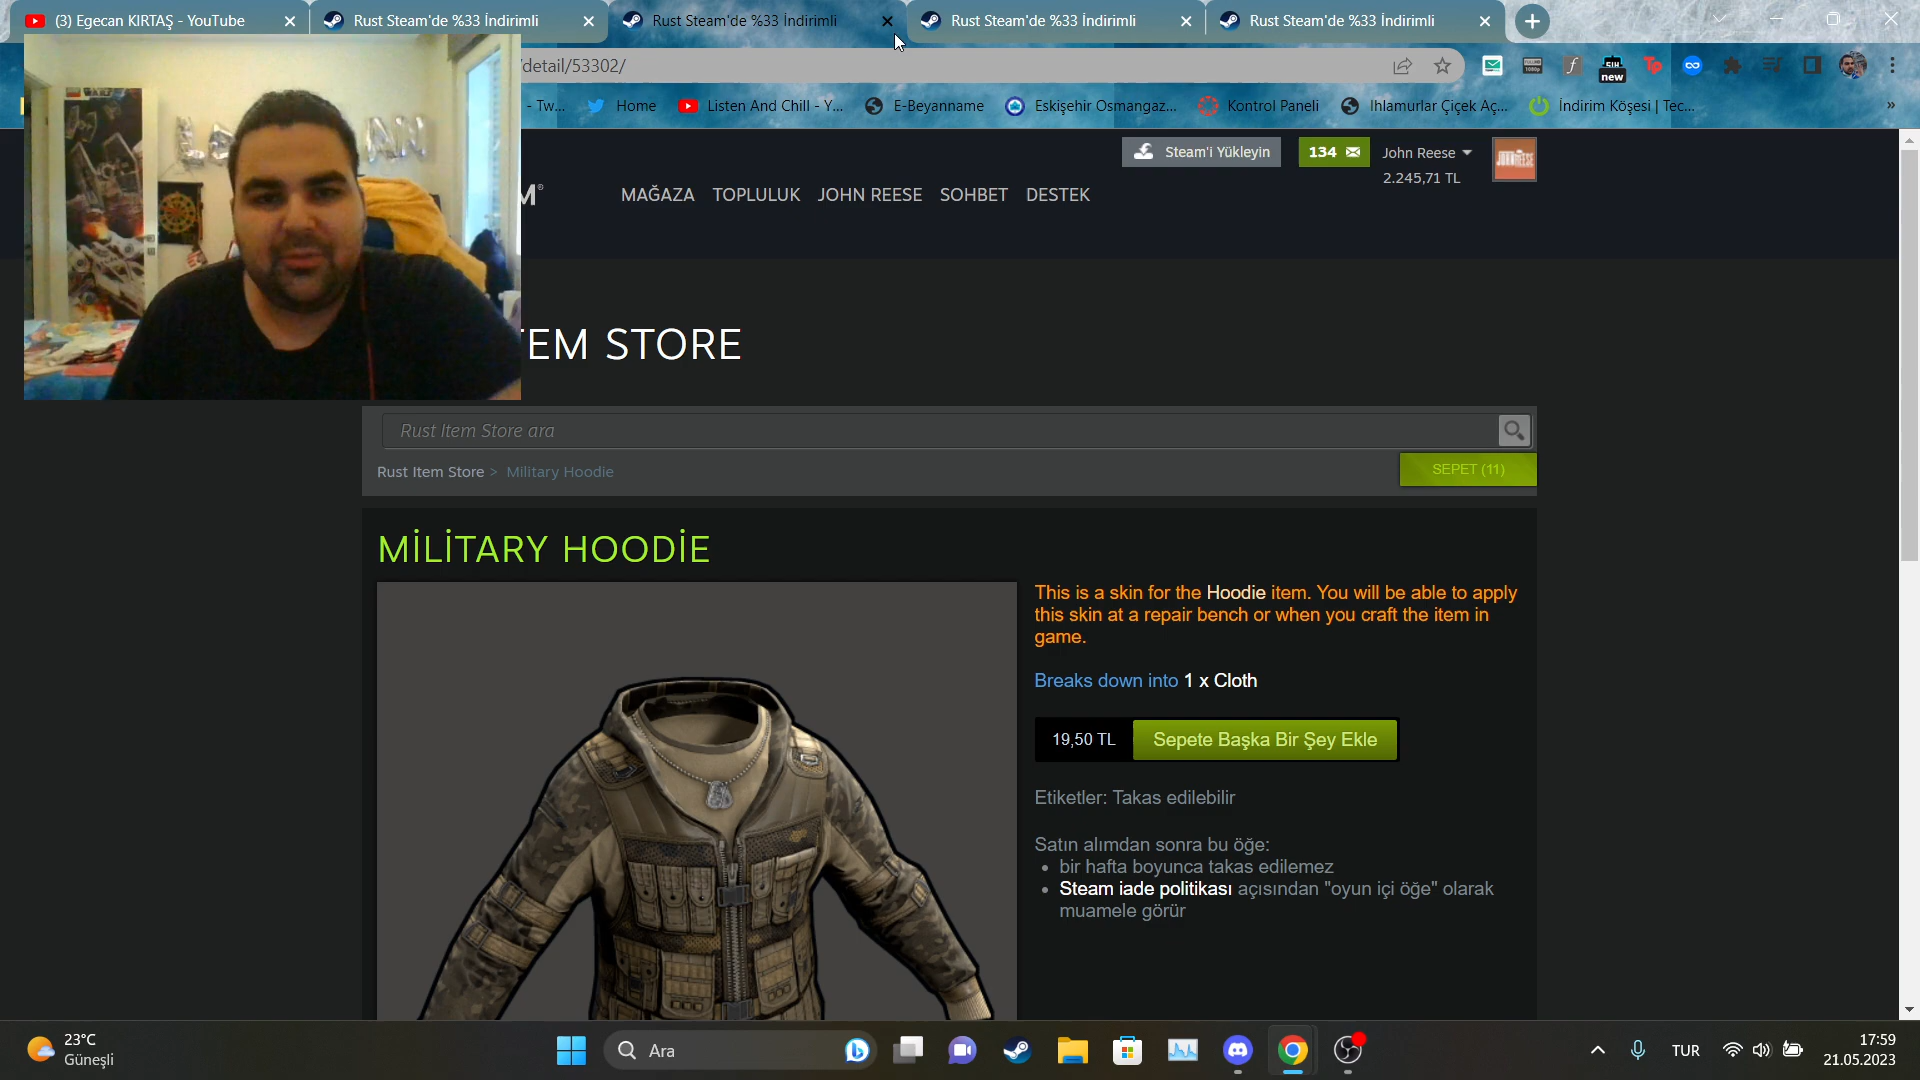 (3) Egecan KIRTAŞ - YouTube
Rust Steam'de %33 İndirimli
Rust Steam'de %33 İndirimli
Rust Steam'de %33 İndirimli
Rust Steam'de %33 İndirimli
/detail/53302/
new
- Tw...
Home
Listen And Chill - Y...
E-Beyanname
Eskişehir Osmangaz...
Kontrol Paneli
Ihlamurlar Çiçek Aç...
İndirim Köşesi | Tec...
»
Steam'i Yükleyin
134
John Reese
2.245,71 TL
M®
MAĞAZA TOPLULUK JOHN REESE SOHBET DESTEK
EM STORE
Rust Item Store ara
Rust Item Store > Military Hoodie
SEPET (11)
MİLİTARY HOODİE
This is a skin for the Hoodie item. You will be able to apply
this skin at a repair bench or when you craft the item in
game.
Breaks down into 1 x Cloth
19,50 TL
Sepete Başka Bir Şey Ekle
Etiketler: Takas edilebilir
Satın alımdan sonra bu öğe:
• bir hafta boyunca takas edilemez
• Steam iade politikası açısından "oyun içi öğe" olarak
muamele görür
23°C
Güneşli
Ara
TUR
17:59
21.05.2023